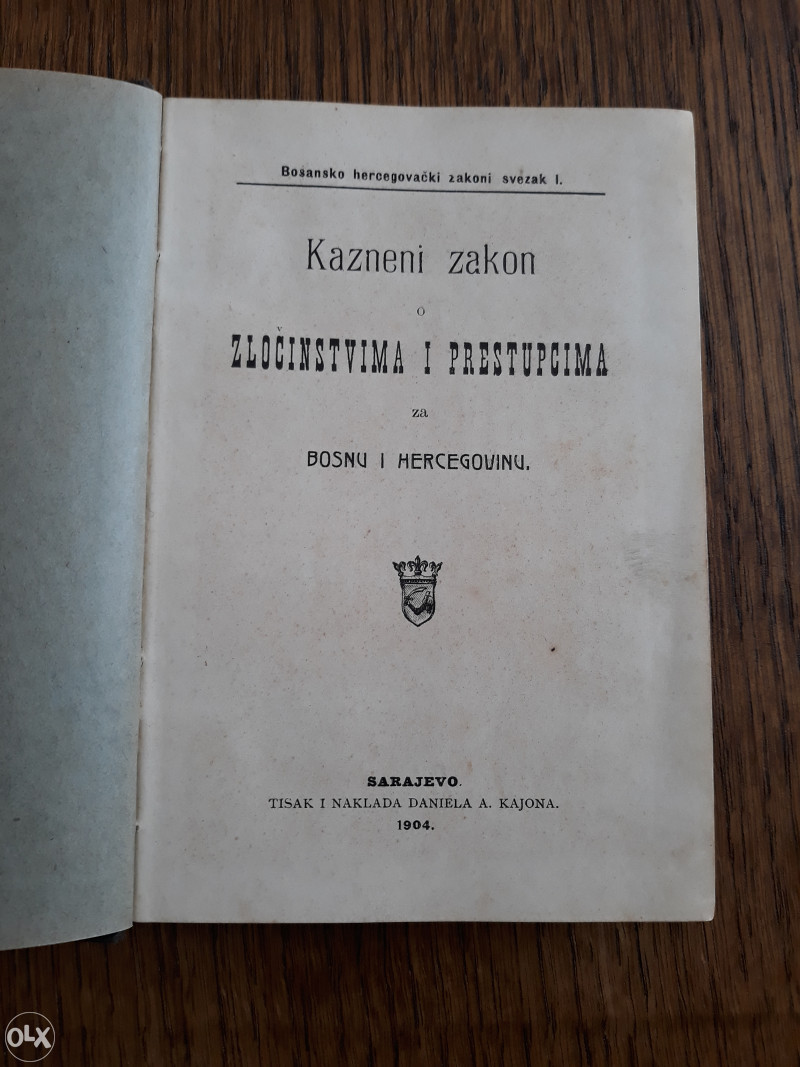 Bosansko hercegovački zakoni svezak I.
Kazneni zakon
o
ZLOČINSTVIMA I PRESTUPCIMA
za
BOSNU I HERCEGOVINU.
SARAJEVO.
TISAK I NAKLADA DANIELA A. KAJONA.
1904.
OLX